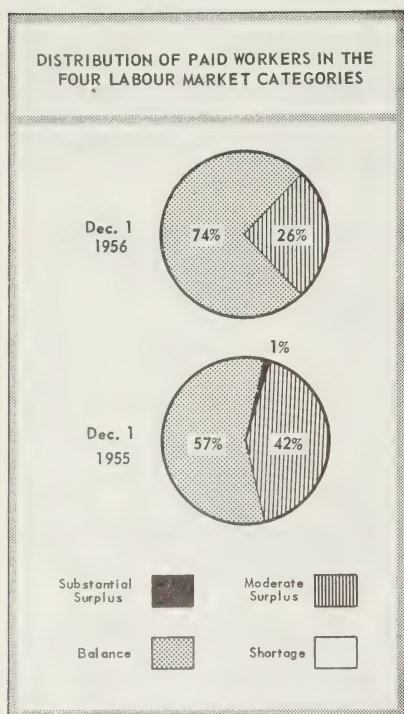 DISTRIBUTION OF PAID WORKERS IN THE
FOUR LABOUR MARKET CATEGORIES
Dec. 1
1956
74%
26%
1%
Dec. 1
1955
57%
42%
Substantial
Surplus
Moderate
Surplus
Balance
Shortage